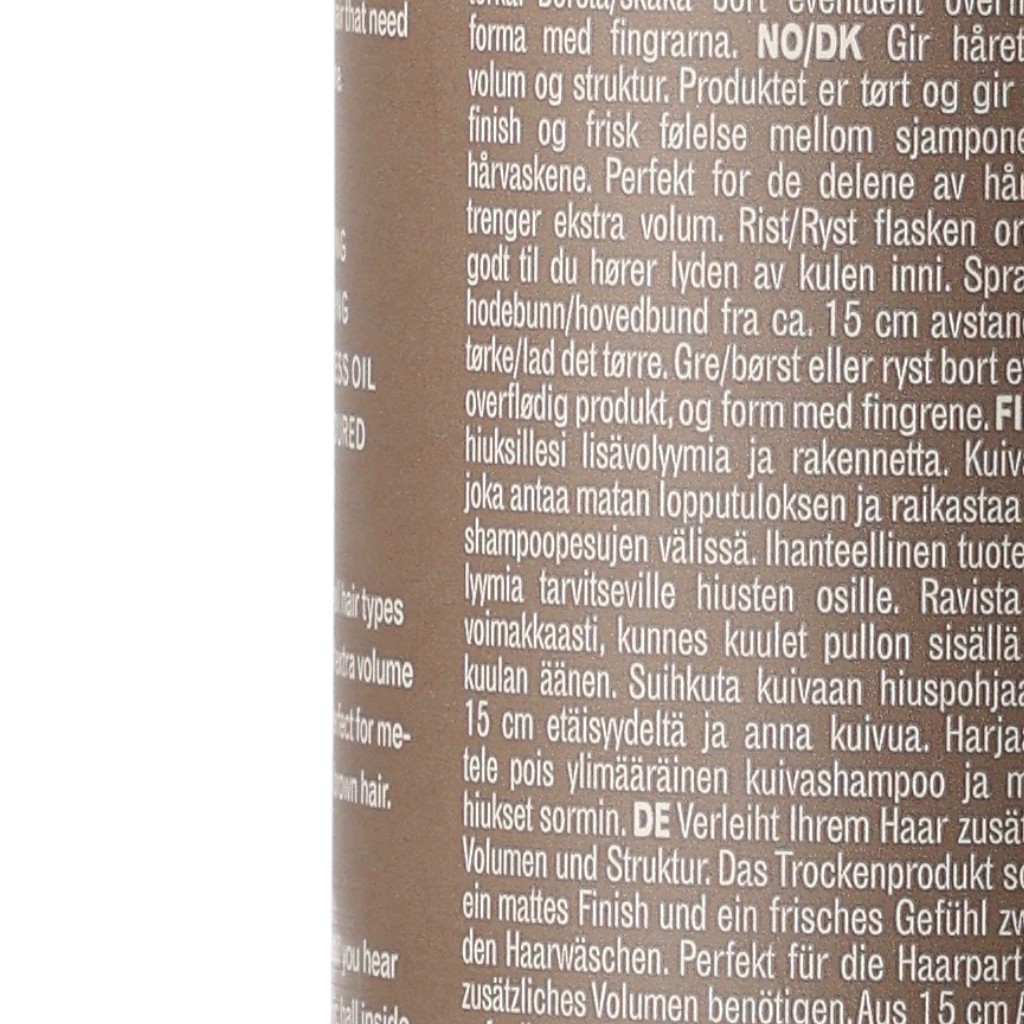 that need
OIL
hair types
extra volume
for me-
hair.
you hear
ball inside
forma med fingrarna. NO/DK Gir håret
volum og struktur. Produktet er tørt og gir
finish og frisk følelse mellom
hårvaskene. Perfekt for de delene av
trenger ekstra volum. Rist/Ryst flasken
godt til du hører lyden av kulen inni.
hodebunn/hovedbund fra ca. 15 cm
tørke/lad det tørre. Gre/børst eller ryst bort
overflødig produkt, og form med fingrene.
hiuksillesi lisävolyymia ja rakennetta.
joka antaa matan lopputuloksen ja raikastaa
shampoopesujen välissä. Ihanteellinen
lyymia tarvitseville hiusten osille. Ravista
voimakkaasti, kunnes kuulet pullon sisällä
kuulan äänen. Suihkuta kuivaan
15 cm etäisyydeltä ja anna kuivua.
tele pois ylimääräinen kuivashampoo ja
hiukset sormin. DE Verleiht Ihrem Haar
Volumen und Struktur. Das Trockenprodukt
ein mattes Finish und ein frisches Gefühl
den Haarwäschen. Perfekt für die
zusätzliches Volumen benötigen. Aus 15 cm